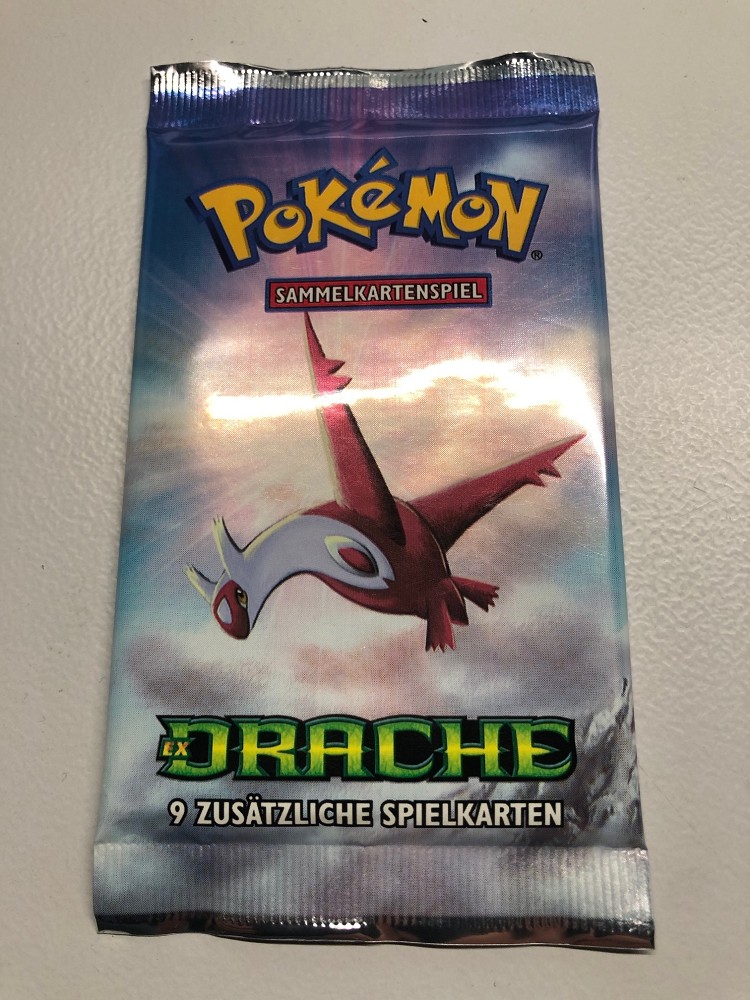 POKéMON®
SAMMELKARTENSPIEL
EX DRACHE
9 ZUSÄTZLICHE SPIELKARTEN